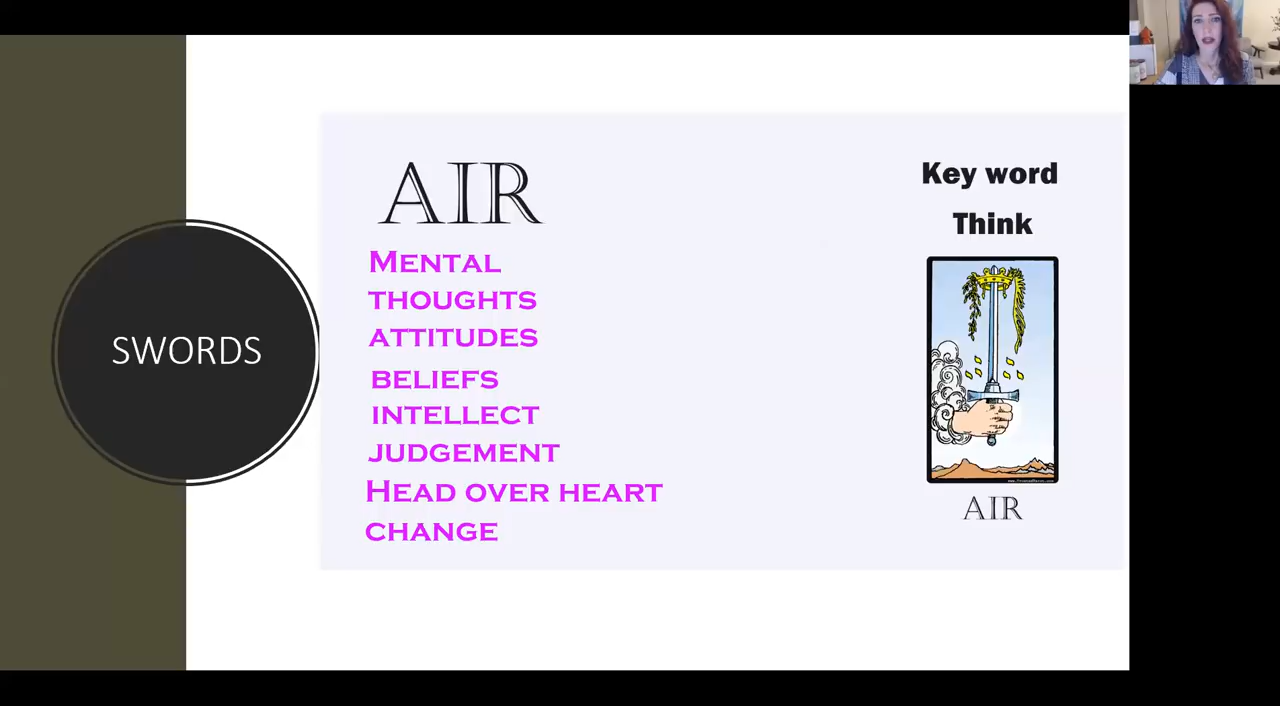 SWORDS
AIR
MENTAL
THOUGHTS
ATTITUDES
BELIEFS
INTELLECT
JUDGEMENT
HEAD OVER HEART
CHANGE
Key word
Think
AIR